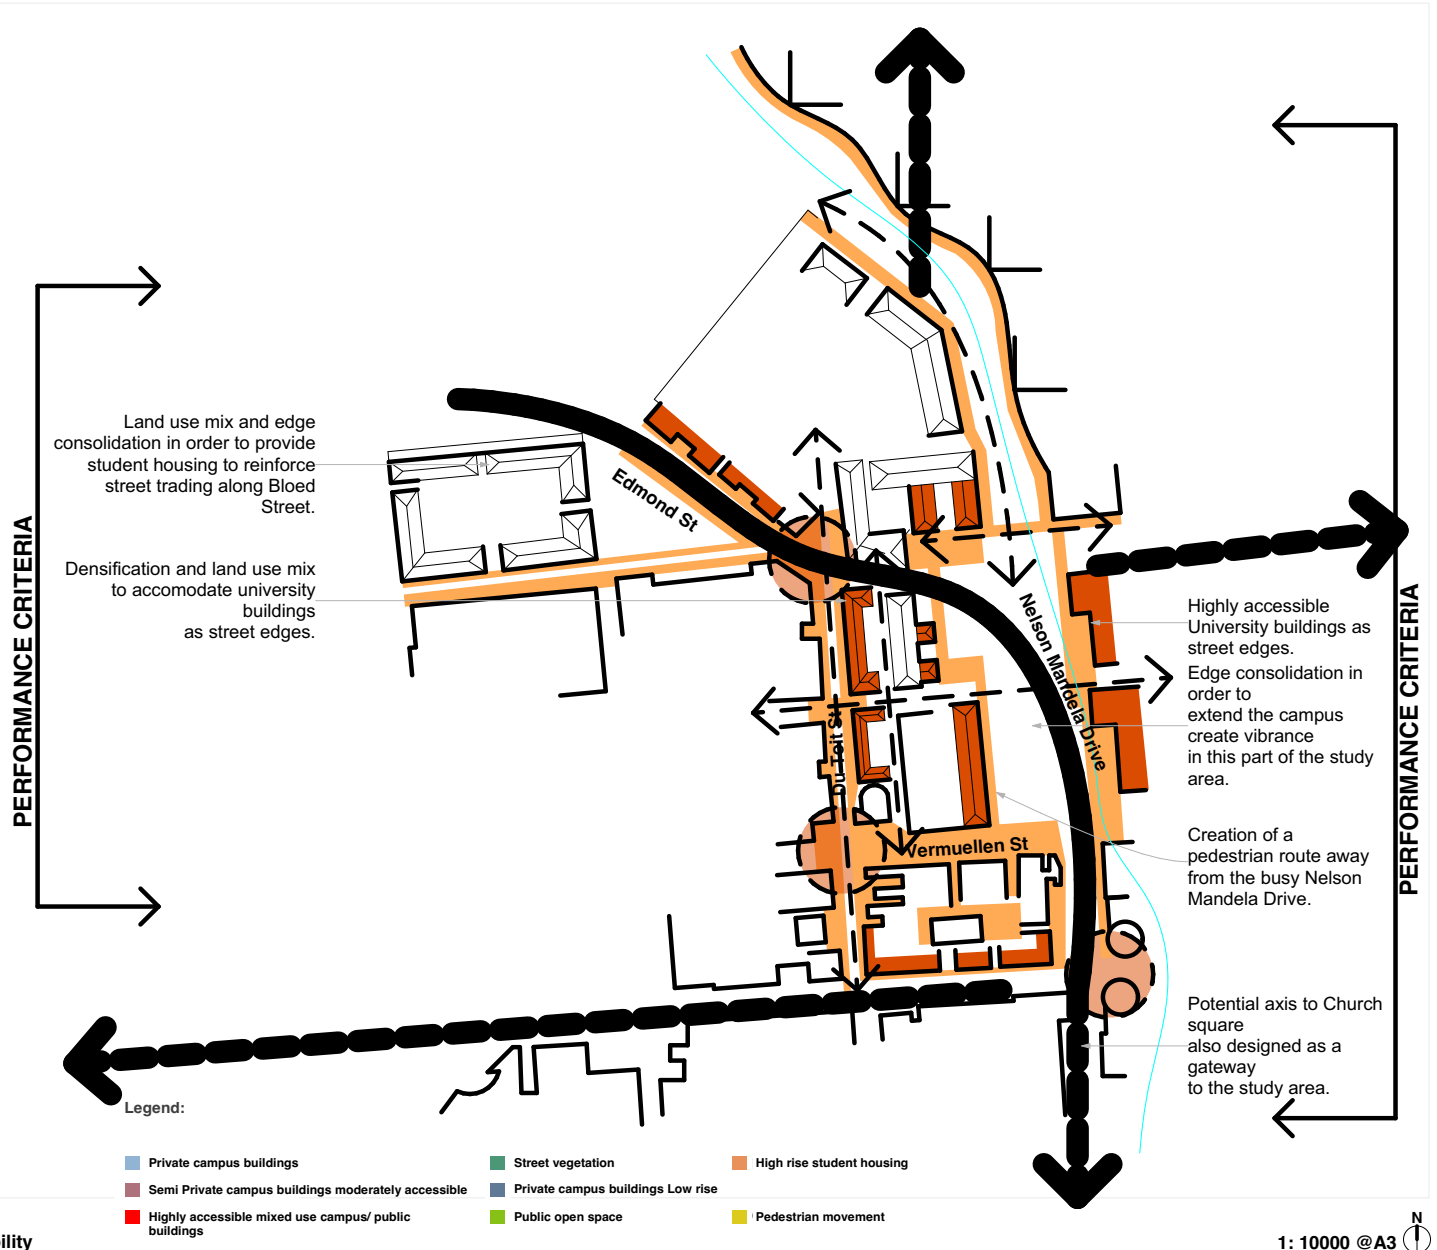 Land use mix and edge
consolidation in order to provide
student housing to reinforce
street trading along Bloed
Street.
Densification and land use mix
to accomodate university
buildings
as street edges.
PERFORMANCE CRITERIA
Edmond St
Nelson Mandela Drive
Du Toit St
Vermuellen St
PERFORMANCE CRITERIA
Highly accessible
University buildings as
street edges.
Edge consolidation in
order to
extend the campus
create vibrance
in this part of the study
area.
Creation of a
pedestrian route away
from the busy Nelson
Mandela Drive.
Potential axis to Church
square
also designed as a
gateway
to the study area.
Legend:
Private campus buildings
Semi Private campus buildings moderately accessible
Highly accessible mixed use campus/ public
buildings
Street vegetation
Private campus buildings Low rise
Public open space
High rise student housing
Pedestrian movement
bility
1: 10000 @A3
N